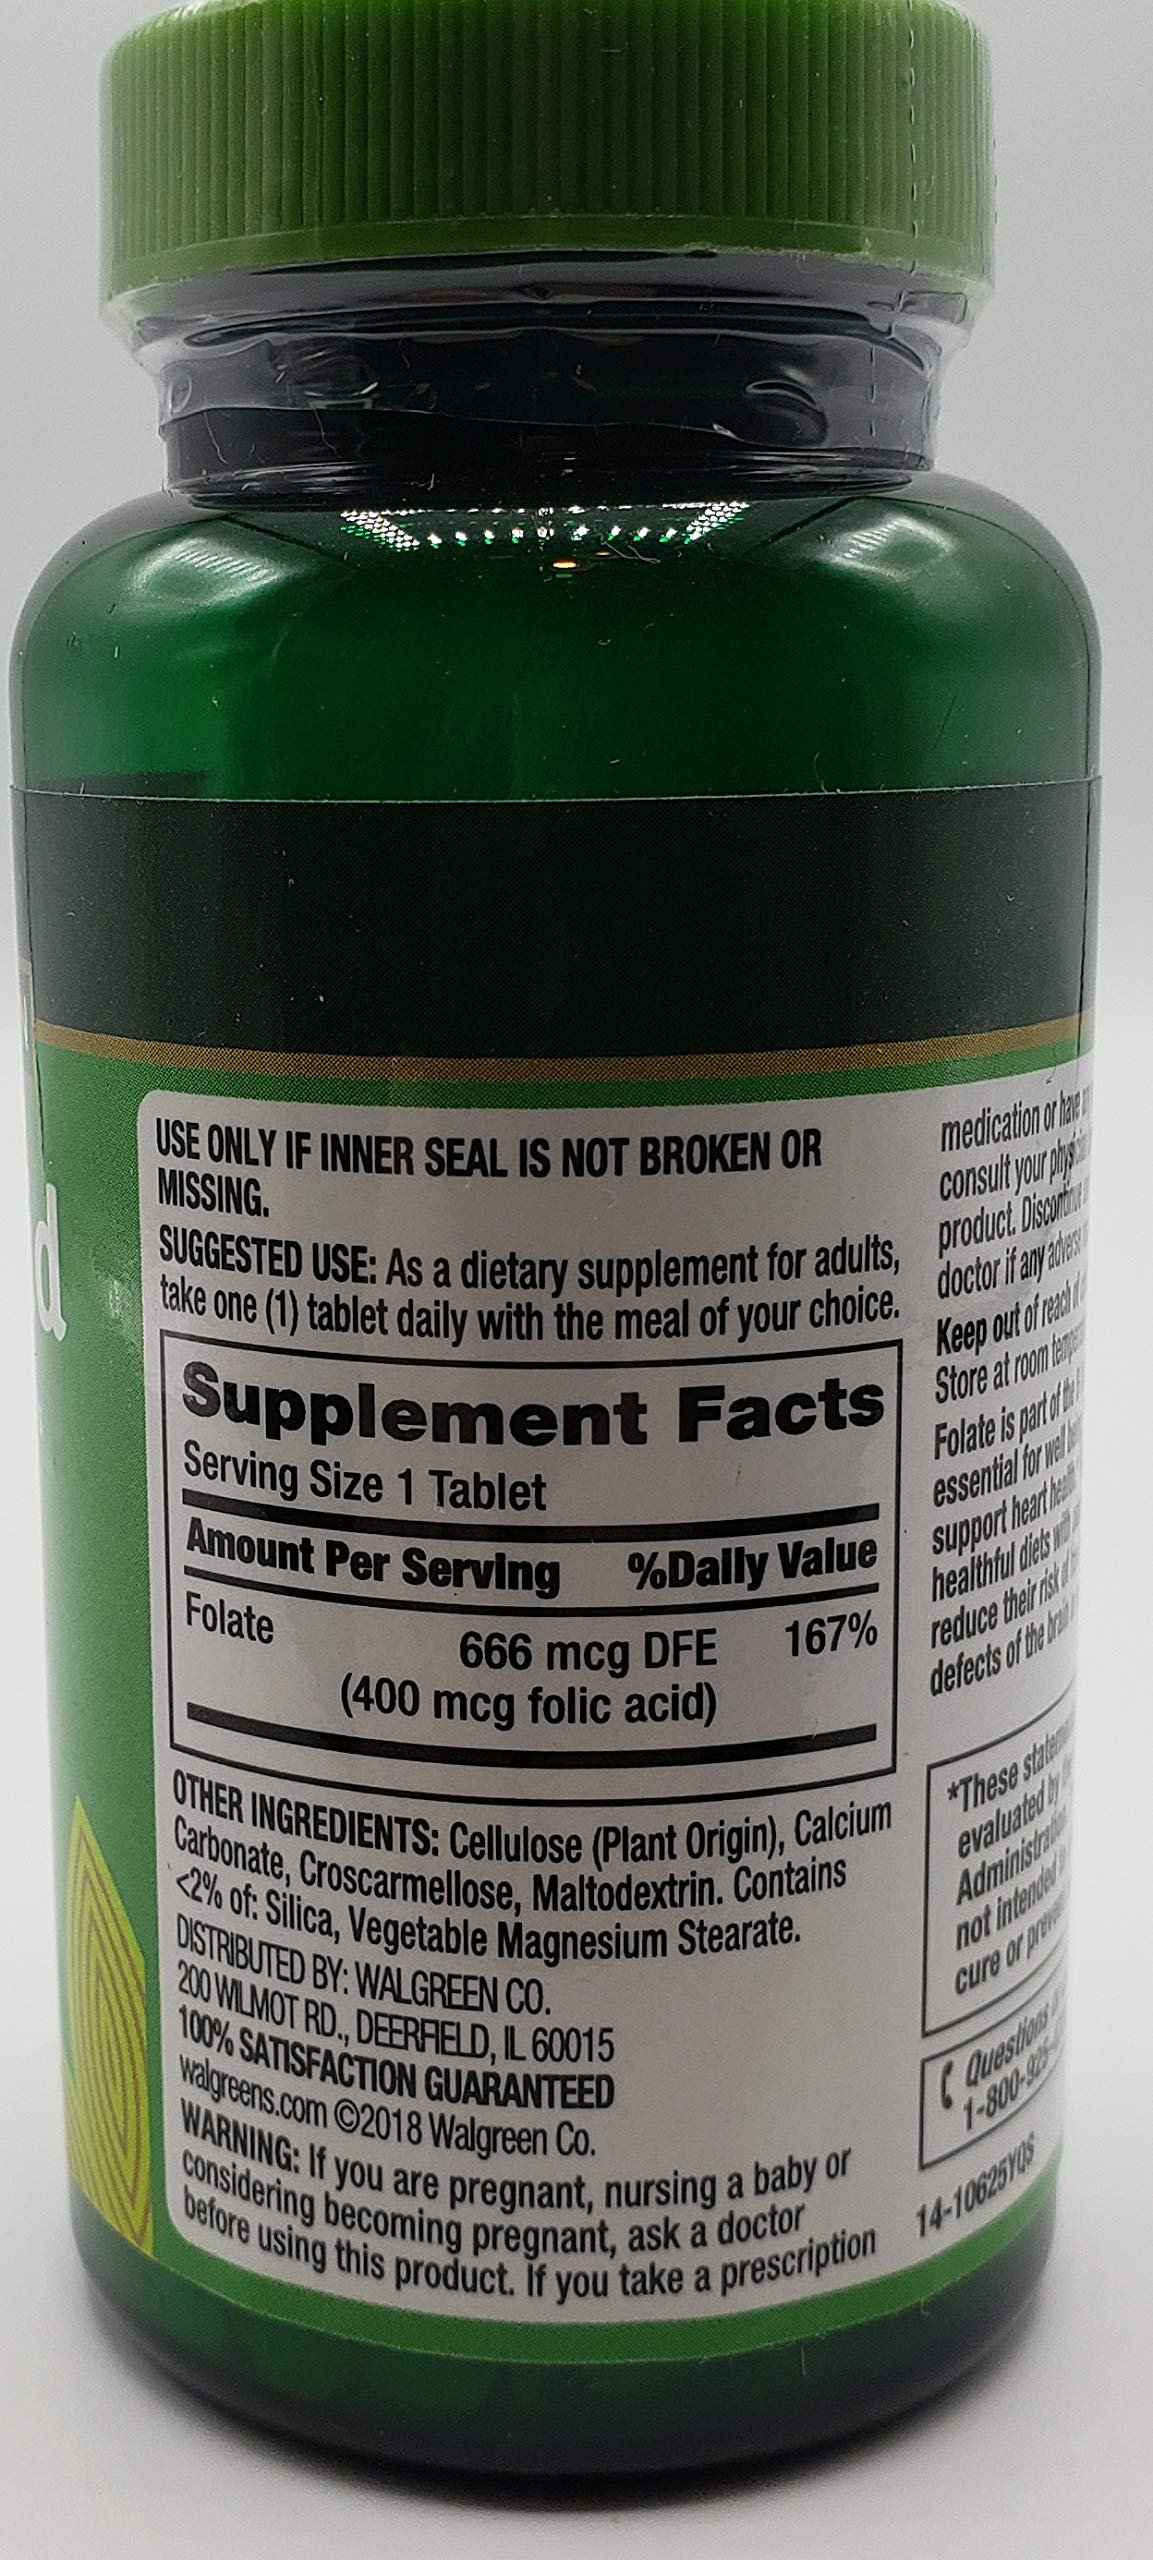 d
USE ONLY IF INNER SEAL IS NOT BROKEN OR
MISSING.
SUGGESTED USE: As a dietary supplement for adults,
take one (1) tablet daily with the meal of your choice.
Supplement Facts
Serving Size 1 Tablet
Amount Per Serving %Daily Value
Folate 666 mcg DFE 167%
(400 mcg folic acid)
OTHER INGREDIENTS: Cellulose (Plant Origin), Calcium
Carbonate, Croscarmellose, Maltodextrin. Contains
<2% of: Silica, Vegetable Magnesium Stearate.
DISTRIBUTED BY: WALGREEN CO.
200 WILMOT RD., DEERFIELD, IL 60015
100% SATISFACTION GUARANTEED
walgreens.com ©2018 Walgreen Co.
WARNING: If you are pregnant, nursing a baby or
considering becoming pregnant, ask a doctor
before using this product. If you take a prescription
medication or have
consult your
product. Discontinue
doctor if any adverse
Keep out of reach of
Store at room
Folate is part of the
essential for well
support heart
healthful diets with
reduce their risk of
defects of the brain
*These
evaluated by
not intended
cure or
Questions
1-800-925-
14-10625YQS